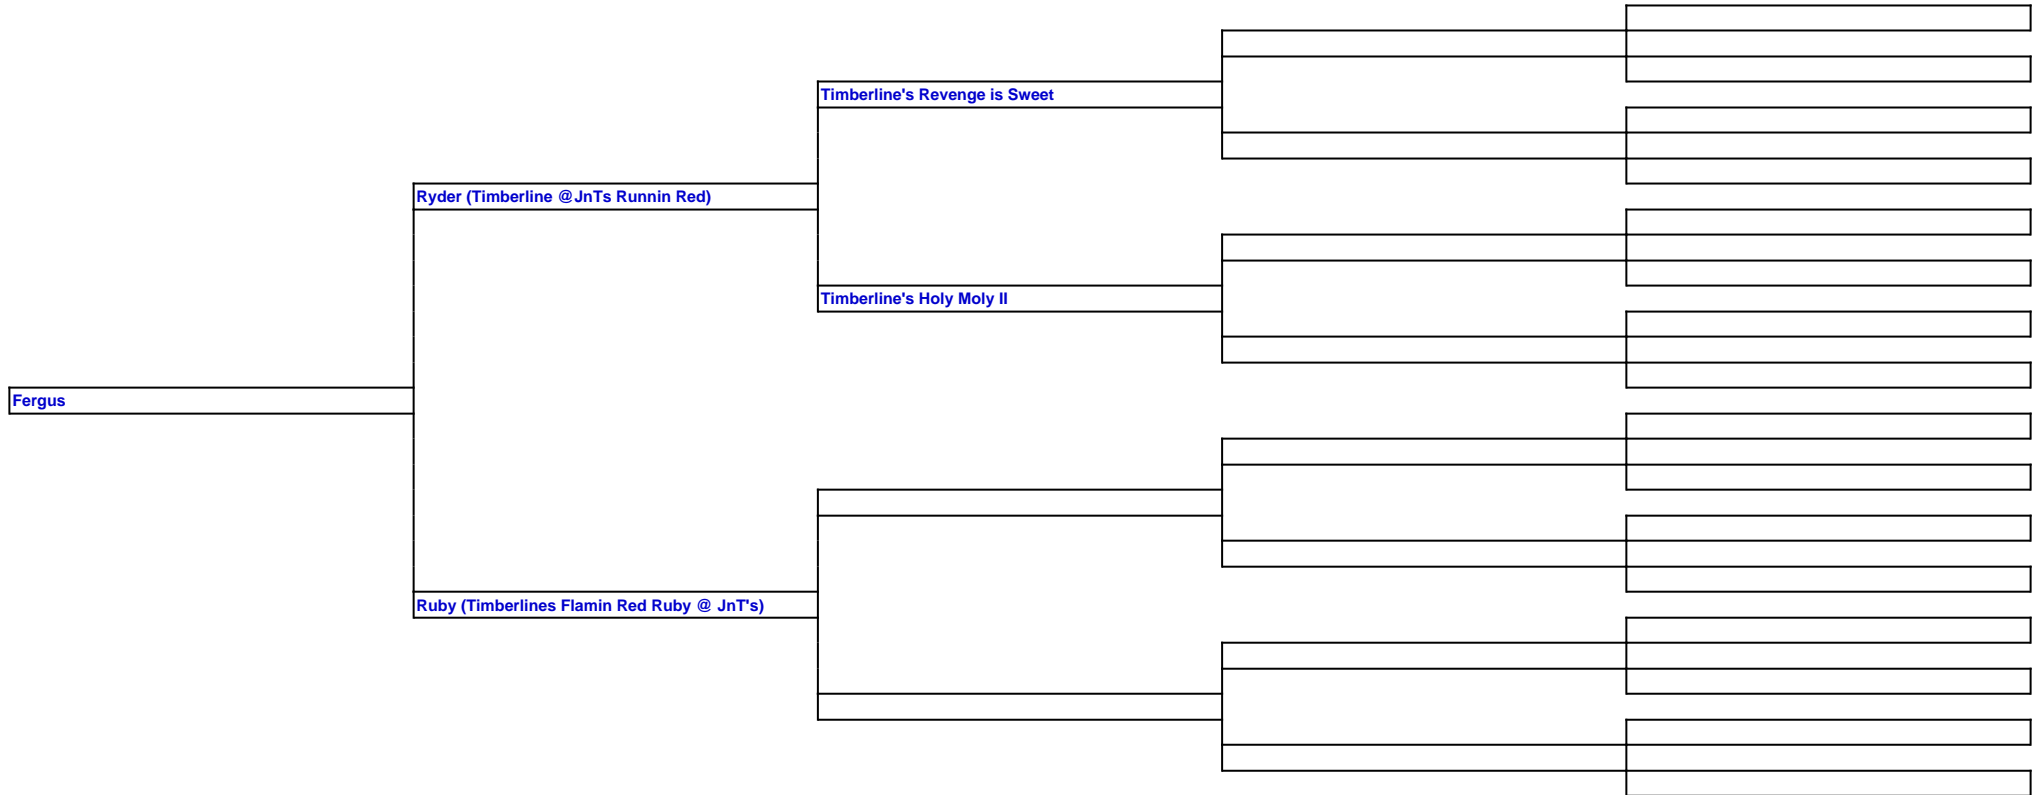 Timberline's Revenge is Sweet
Ryder (Timberline @JnTs Runnin Red)
Timberline's Holy Moly II
Fergus
Ruby (Timberlines Flamin Red Ruby @ JnT's)